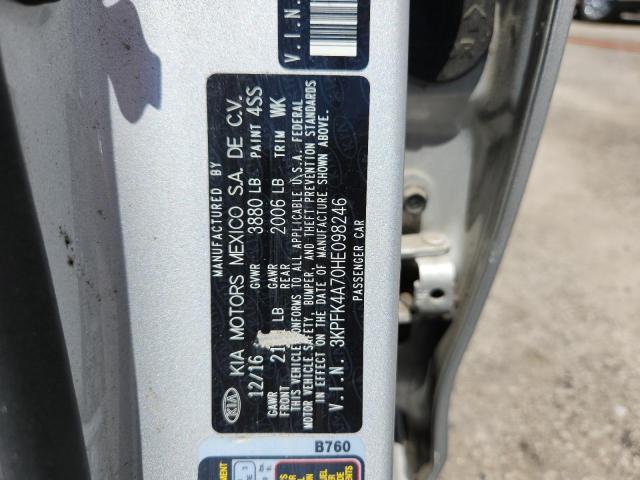 V.I.N.
MANUFACTURED BY
KIA KIA MOTORS MEXICO S.A. DE C.V.
12/16 GVWR 3880 LB PAINT 4SS
GAWR FRONT LB GAWR REAR 2006 LB TRIM WK
THIS VEHICLE CONFORMS TO ALL APPLICABLE U.S.A. FEDERAL
MOTOR VEHICLE SAFETY, BUMPER, AND THEFT PREVENTION STANDARDS
IN EFFECT ON THE DATE OF MANUFACTURE SHOWN ABOVE.
V.I.N. 3KPFK4A70HE098246
PASSENGER CAR
B760